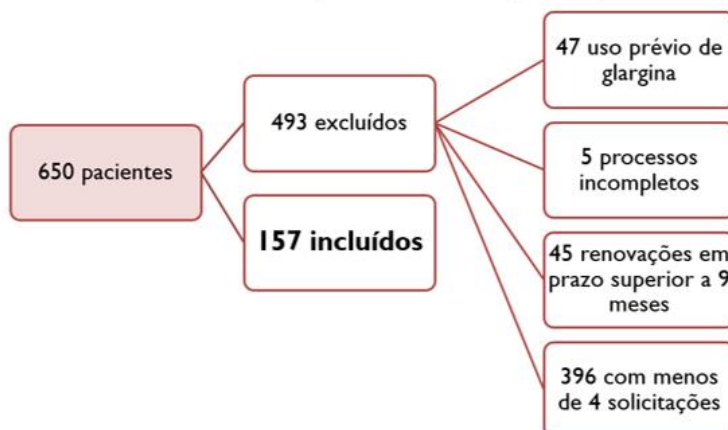 650 pacientes
493 excluídos
157 incluídos
47 uso prévio de
glargina
5 processos
incompletos
45 renovações em
prazo superior a 9
meses
396 com menos
de 4 solicitações